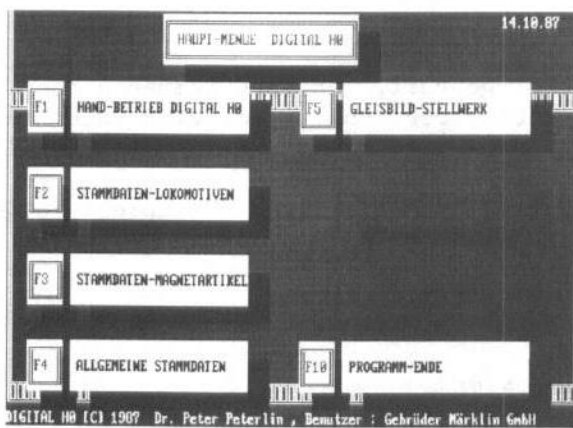 14.10.87
HAUPT-MENUE DIGITAL H0
F1 HAND-BETRIEB DIGITAL H0
F5 GLEISBILD-STELLWERK
F2 STAMMDATEN-LOKOMOTIVEN
F3 STAMMDATEN-MAGNETARTIKEL
F4 ALLGEMEINE STAMMDATEN
F10 PROGRAMM-ENDE
DIGITAL H0 [C] 1987 Dr. Peter Peterlin , Benutzer : Gebrüder Märklin GmbH